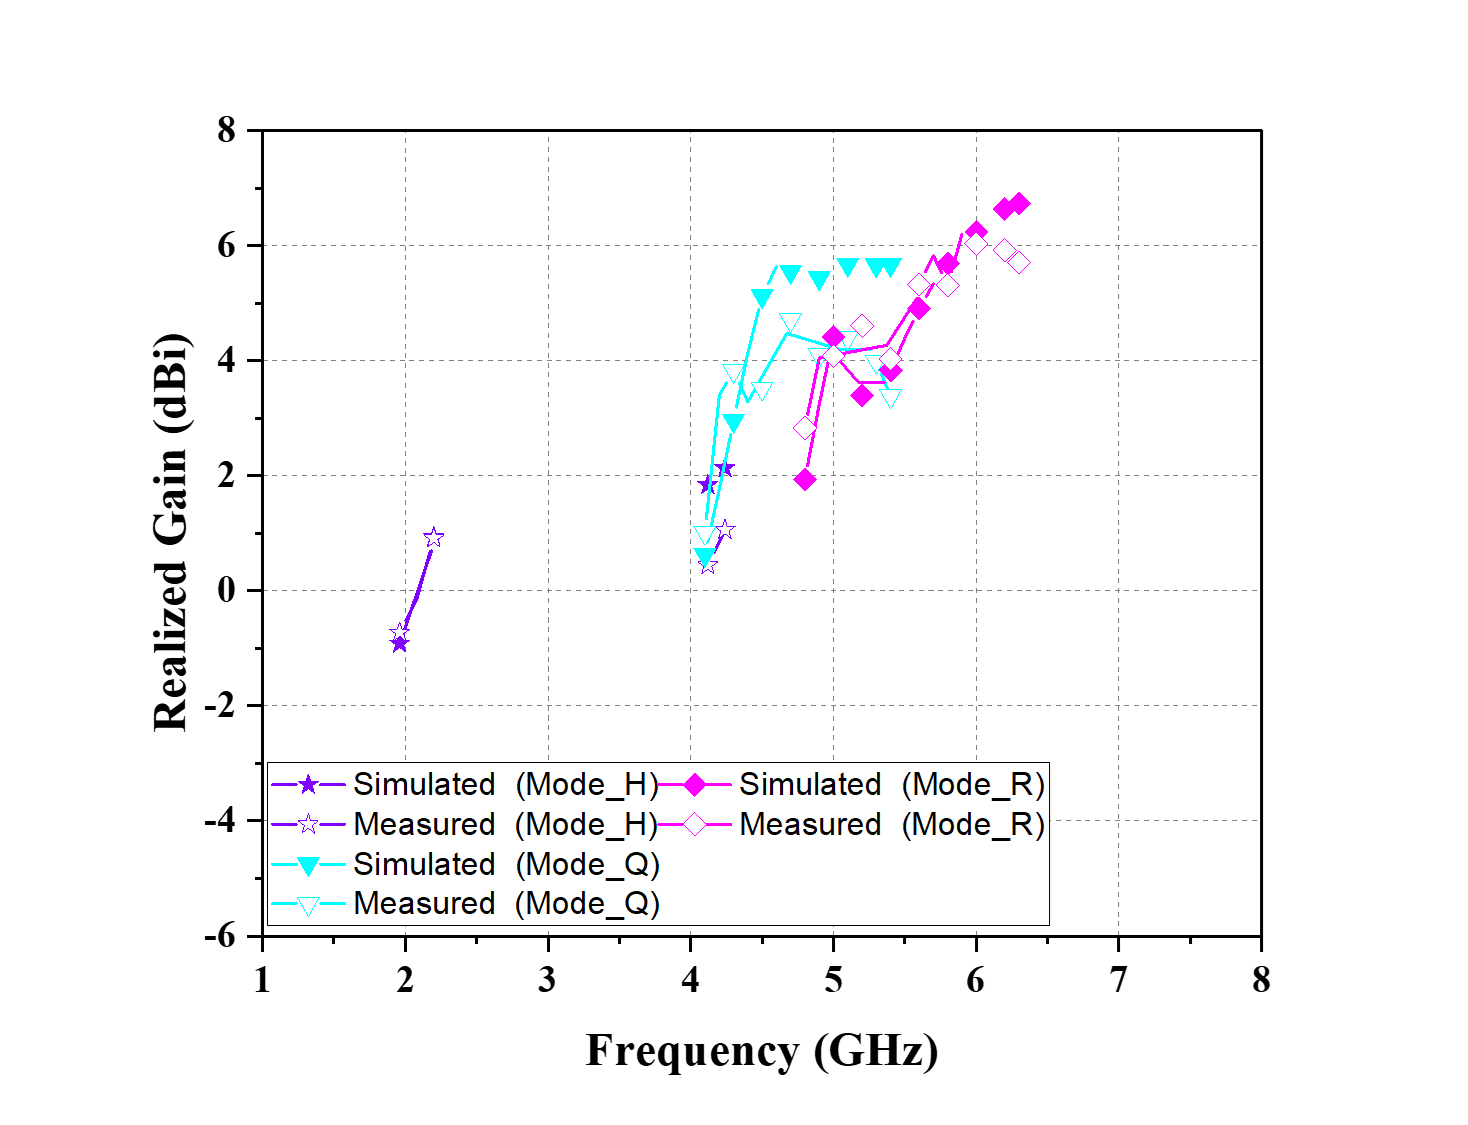 8
6
4
2
0
-2
-4
-6
Realized Gain (dBi)
Simulated (Mode_H)
Measured (Mode_H)
Simulated (Mode_Q)
Measured (Mode_Q)
Simulated (Mode_R)
Measured (Mode_R)
1 2 3 4 5 6 7 8
Frequency (GHz)